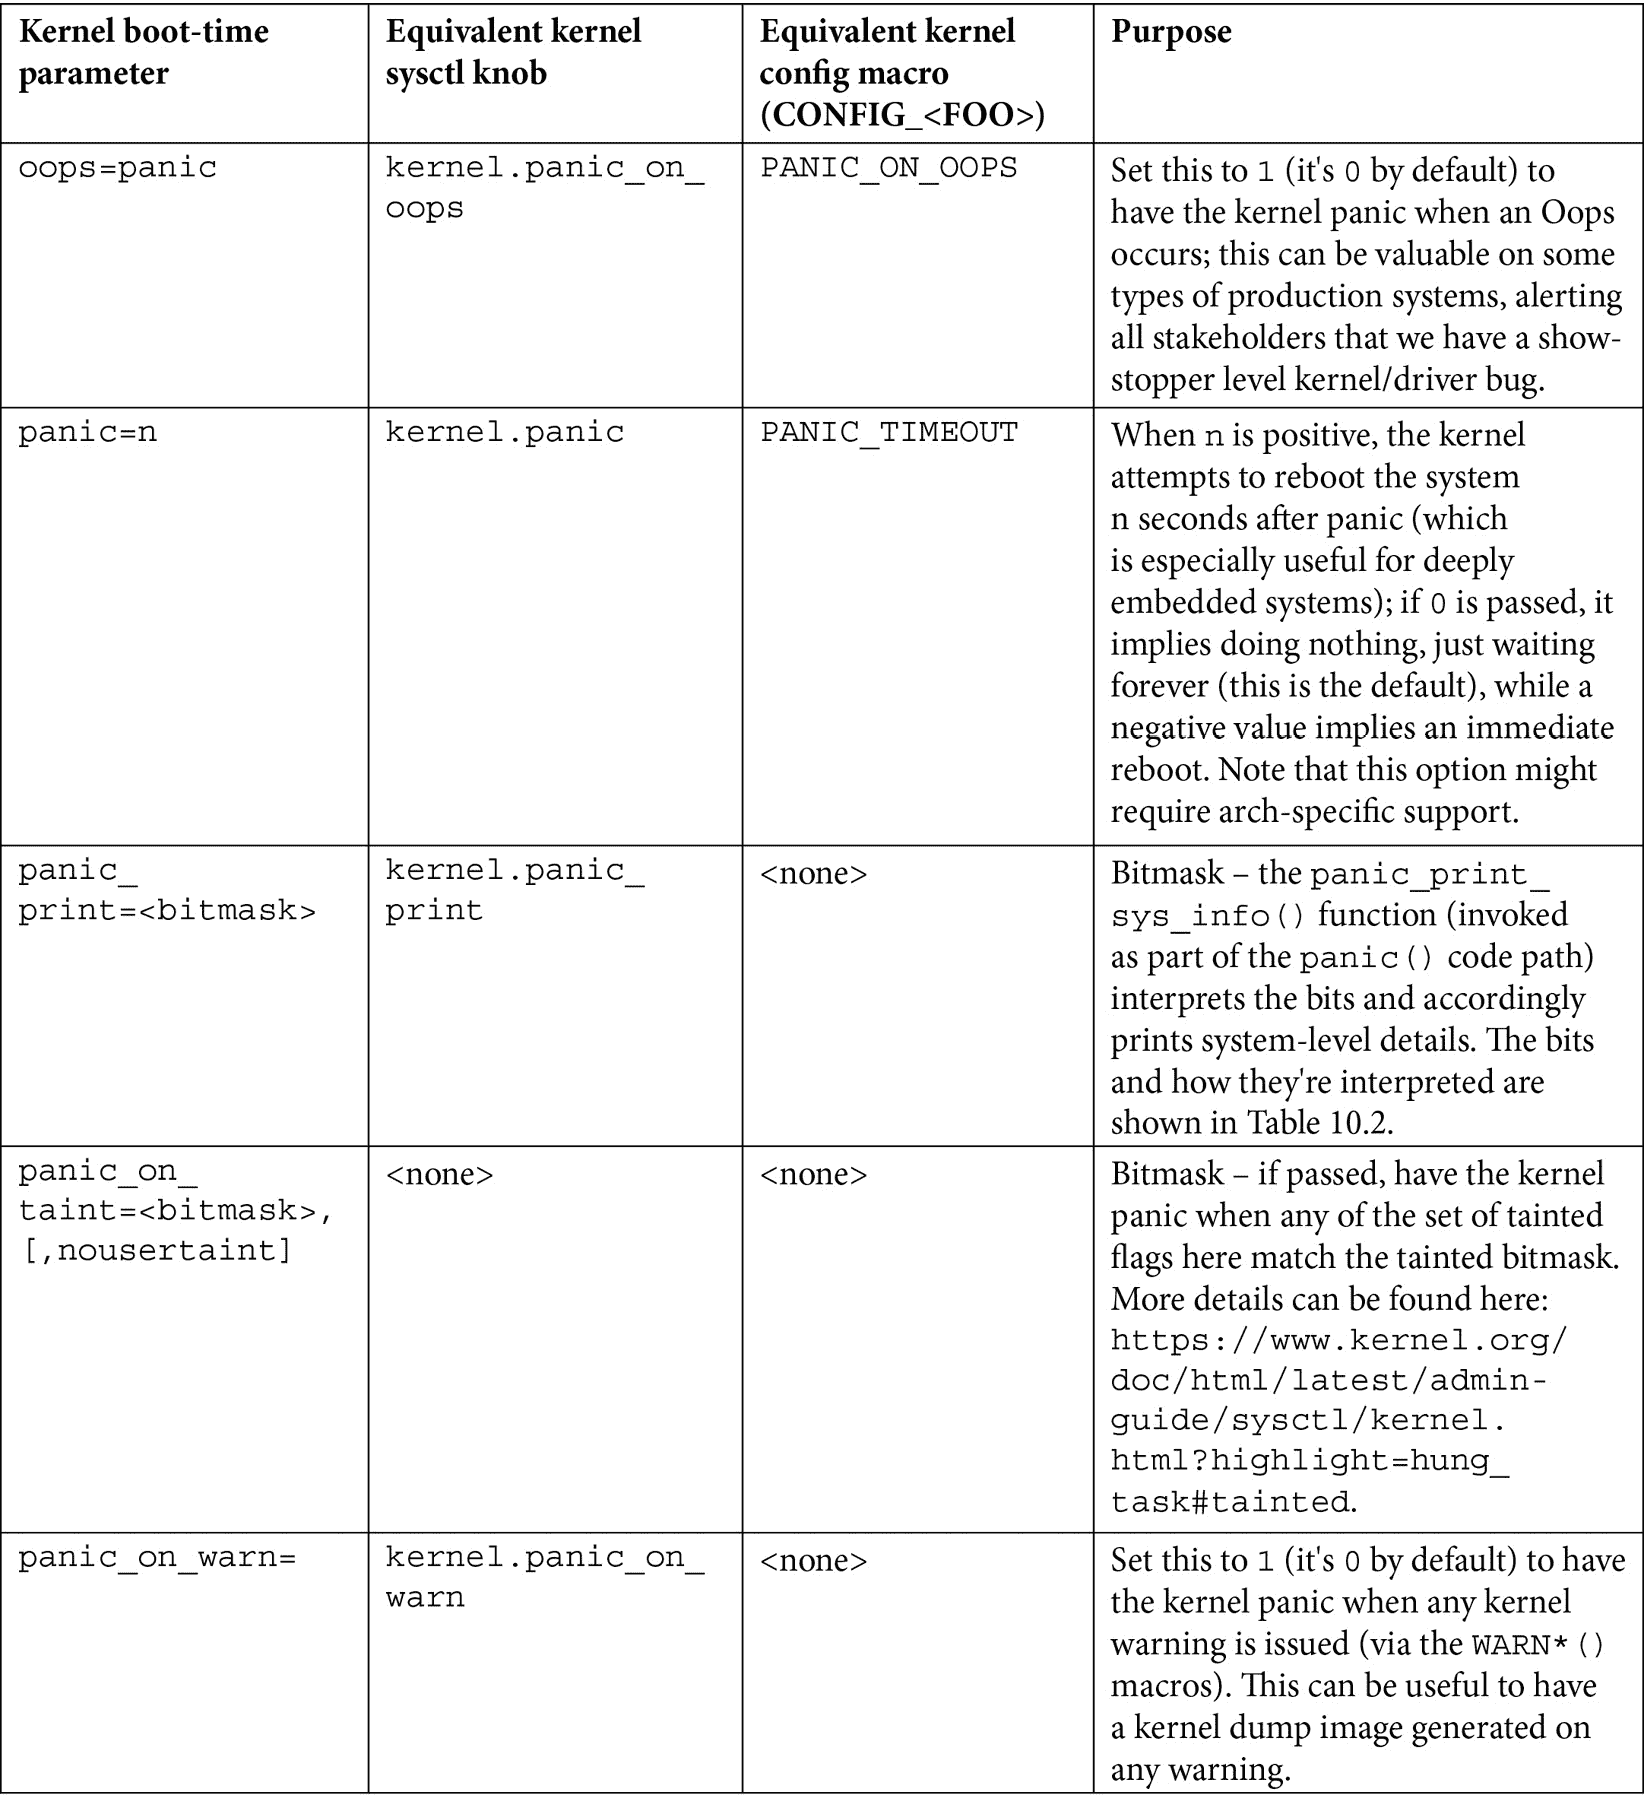 Kernel boot-time
parameter
Equivalent kernel
sysctl knob
Equivalent kernel
config macro
(CONFIG_<FOO>)
Purpose
oops=panic
kernel.panic_on_
oops
PANIC_ON_OOPS
Set this to 1 (it's 0 by default) to
have the kernel panic when an Oops
occurs; this can be valuable on some
types of production systems, alerting
all stakeholders that we have a show-
stopper level kernel/driver bug.
panic=n
kernel.panic
PANIC_TIMEOUT
When n is positive, the kernel
attempts to reboot the system
n seconds after panic (which
is especially useful for deeply
embedded systems); if 0 is passed, it
implies doing nothing, just waiting
forever (this is the default), while a
negative value implies an immediate
reboot. Note that this option might
require arch-specific support.
panic_
print=<bitmask>
kernel.panic_
print
<none>
Bitmask – the panic_print_
sys_info() function (invoked
as part of the panic() code path)
interprets the bits and accordingly
prints system-level details. The bits
and how they're interpreted are
shown in Table 10.2.
panic_on_
taint=<bitmask>,
[,nousertaint]
<none>
<none>
Bitmask – if passed, have the kernel
panic when any of the set of tainted
flags here match the tainted bitmask.
More details can be found here:
https://www.kernel.org/
doc/html/latest/admin-
guide/sysctl/kernel.
html?highlight=hung_
task#tainted.
panic_on_warn=
kernel.panic_on_
warn
<none>
Set this to 1 (it's 0 by default) to have
the kernel panic when any kernel
warning is issued (via the WARN*()
macros). This can be useful to have
a kernel dump image generated on
any warning.